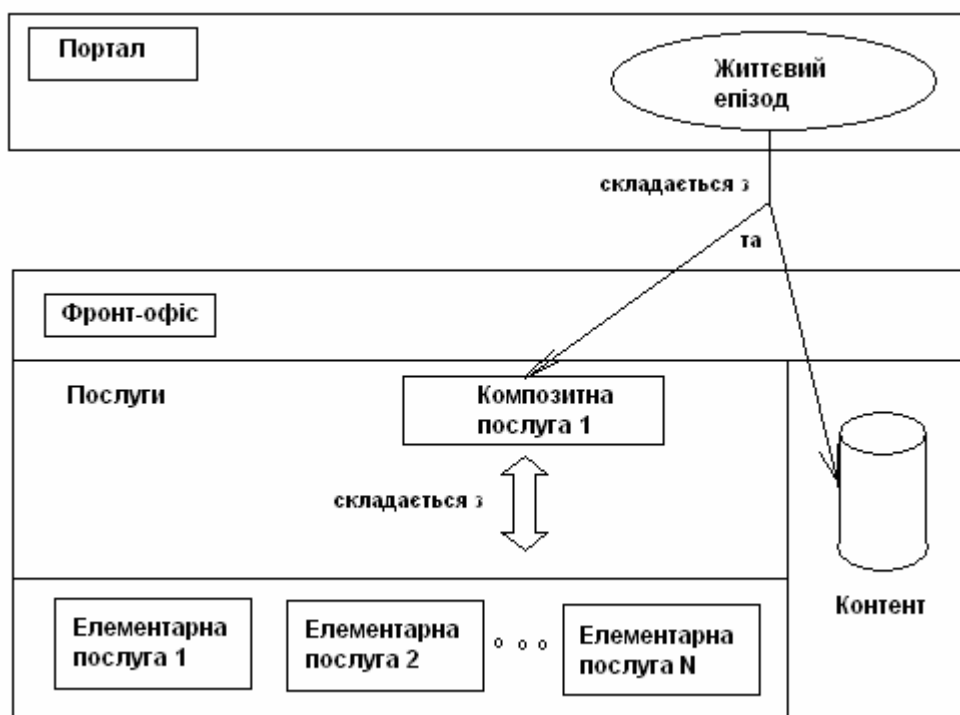 Портал
Життєвий
епізод
складається з
та
Фронт-офіс
Послуги
Композитна
послуга 1
складається з
Контент
Елементарна
послуга 1
Елементарна
послуга 2
Елементарна
послуга N